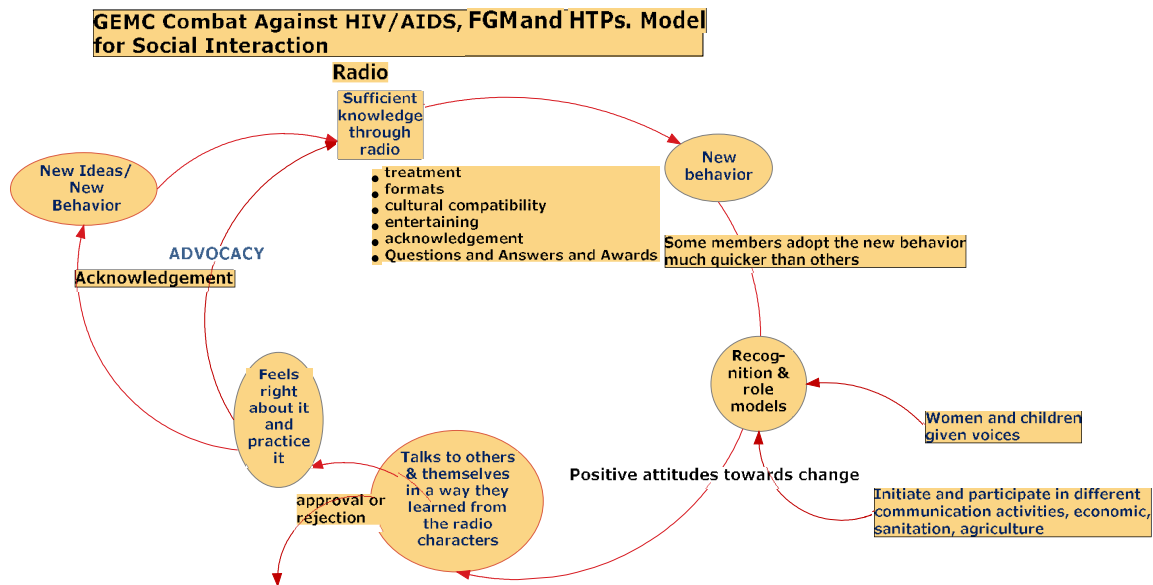 GEMC Combat Against HIV/AIDS, FGM and HTPs. Model
for Social Interaction
Radio
Sufficient
knowledge
through
radio
New
behavior
New Ideas/
New
Behavior
• treatment
• formats
• cultural compatibility
• entertaining
• acknowledgement
• Questions and Answers and Awards
Some members adopt the new behavior
much quicker than others
ADVOCACY
Acknowledgement
Recog-
nition &
role
models
Feels
right
about it
and
practice
it
Women and children
given voices
Talks to others
& themselves
in a way they
learned from
the radio
characters
Positive attitudes towards change
approval or
rejection
Initiate and participate in different
communication activities, economic,
sanitation, agriculture